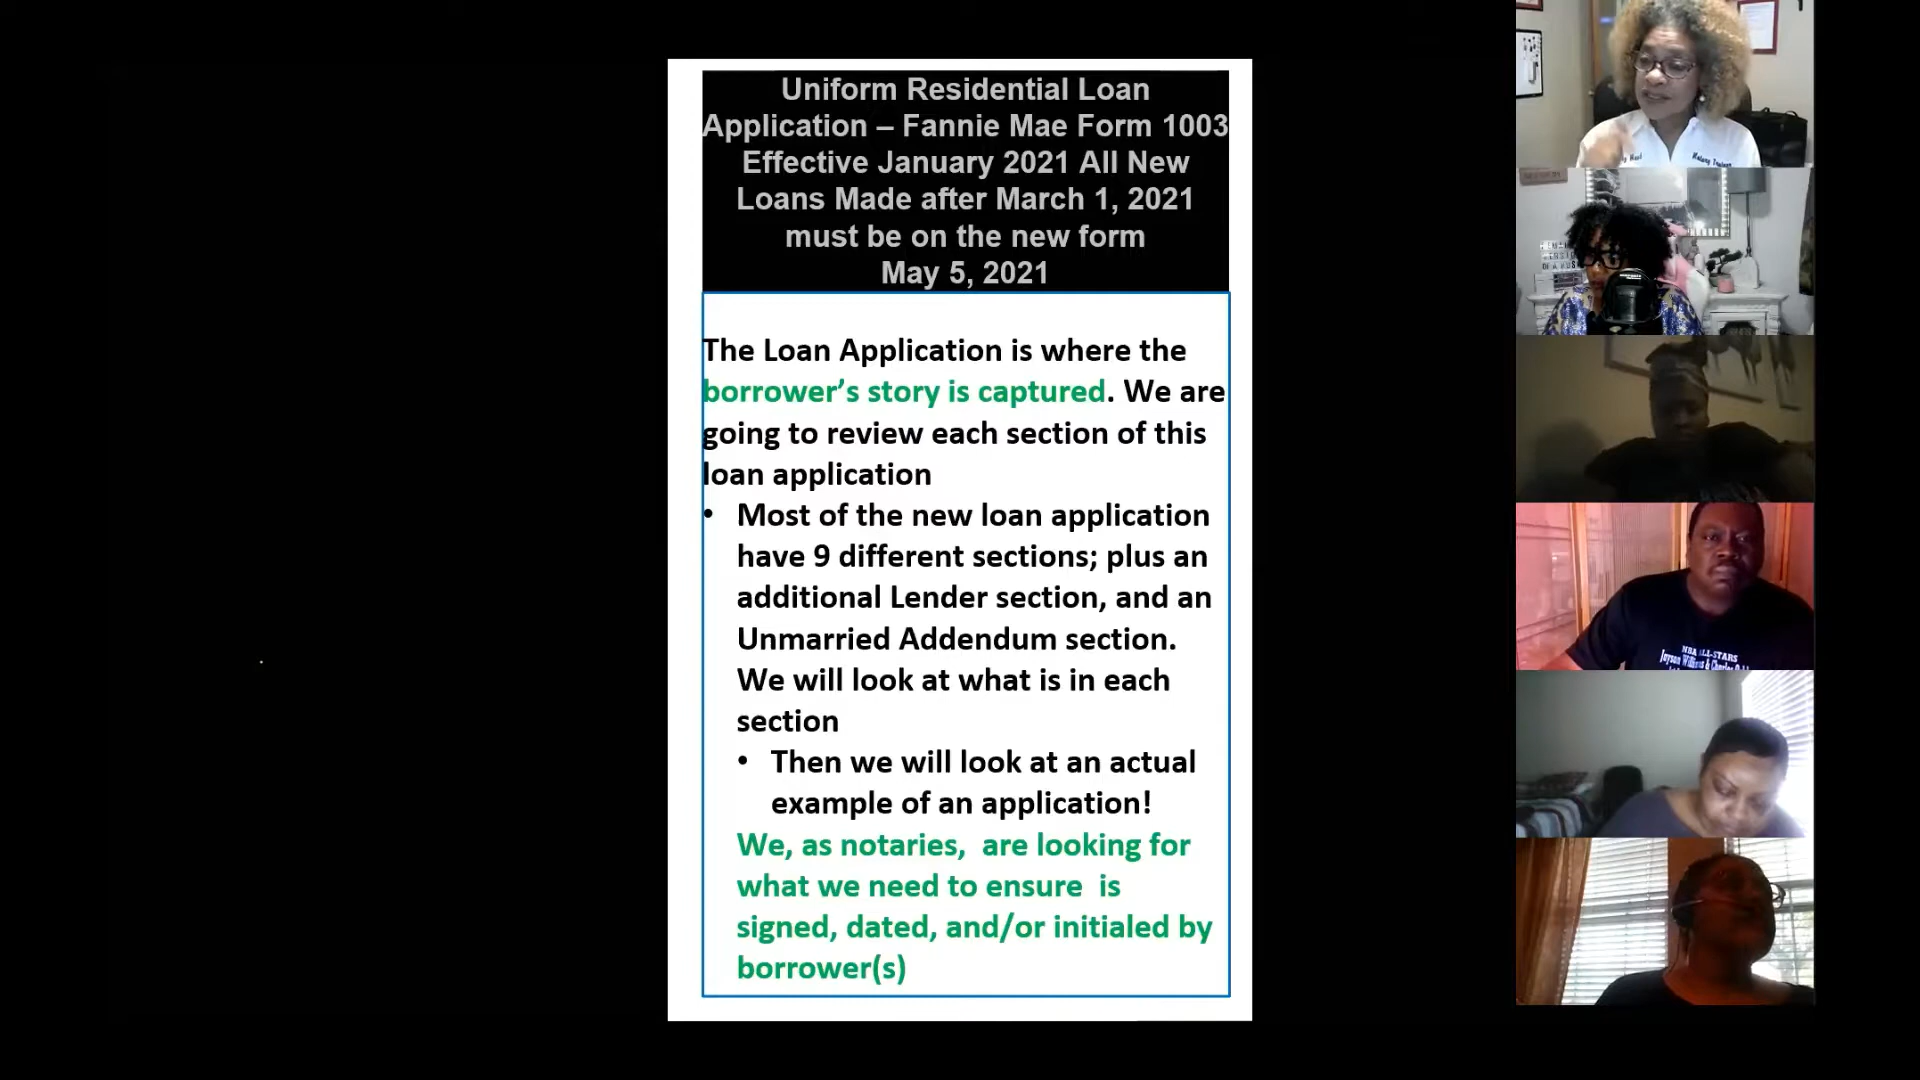 Uniform Residential Loan
Application – Fannie Mae Form 1003
Effective January 2021 All New
Loans Made after March 1, 2021
must be on the new form
May 5, 2021
The Loan Application is where the
borrower’s story is captured. We are
going to review each section of this
loan application
• Most of the new loan application
have 9 different sections; plus an
additional Lender section, and an
Unmarried Addendum section.
We will look at what is in each
section
• Then we will look at an actual
example of an application!
We, as notaries,  are looking for
what we need to ensure  is
signed, dated, and/or initialed by
borrower(s)
NBA ALL-STARS